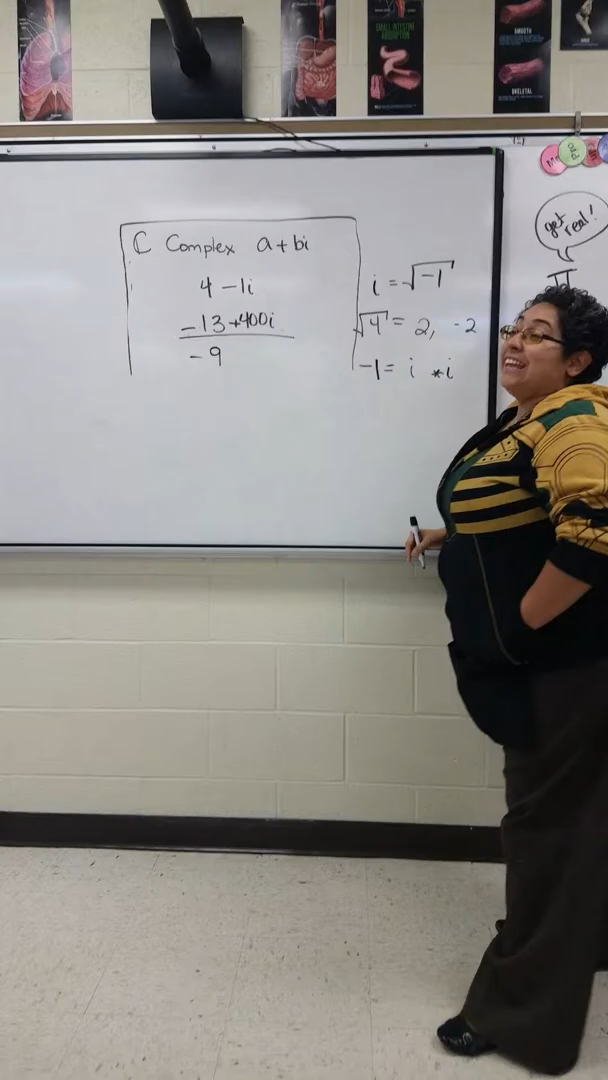 SMALL INTESTINE
ABSORPTION
SMOOTH
SKELETAL
get
real!
π
ℂ Complex a+bi
4 -1i
-13+400i
-9
i = √-1
√4 = 2, -2
-1 = i *i